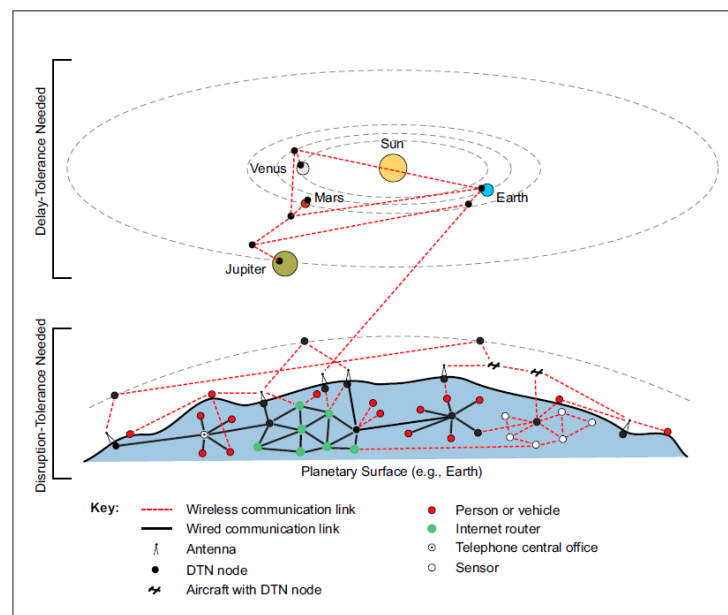 Delay-Tolerance Needed
Sun
Venus
Mars
Earth
Jupiter
Disruption-Tolerance Needed
Planetary Surface (e.g., Earth)
Key:
Wireless communication link
Wired communication link
Antenna
DTN node
Aircraft with DTN node
Person or vehicle
Internet router
Telephone central office
Sensor